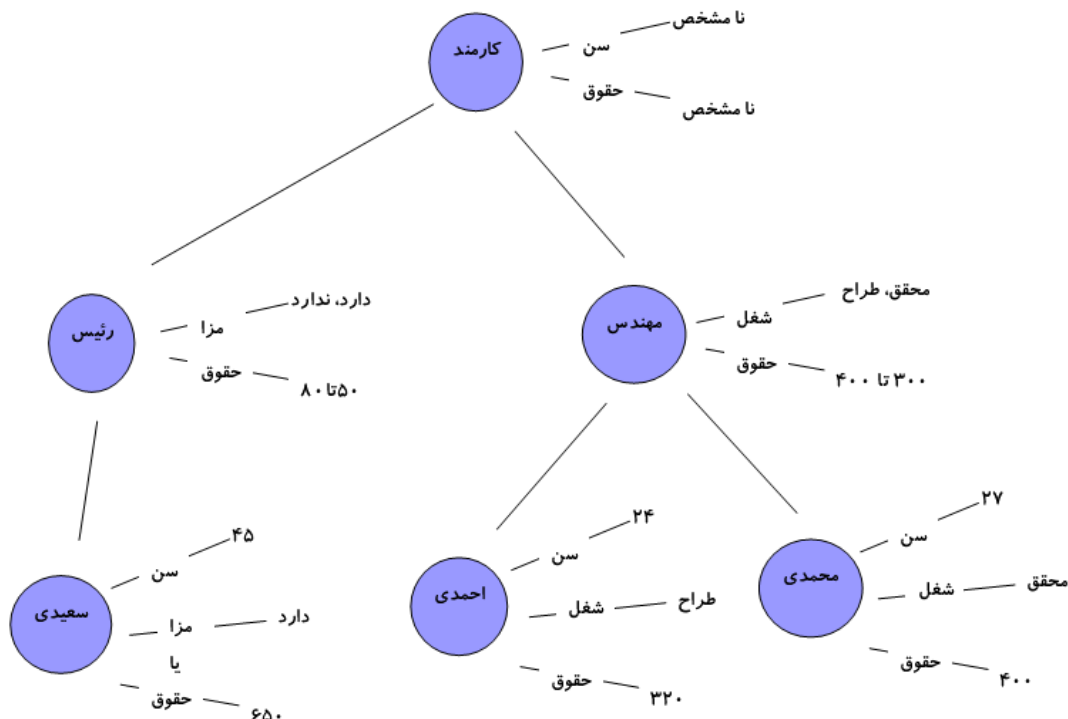 کارمند
نا مشخص
سن
حقوق
نا مشخص
رئیس
دارد، ندارد
مزا
حقوق
۵۰تا ۸۰
مهندس
محقق، طراح
شغل
حقوق
۳۰۰ تا ۴۰۰
سعیدی
۴۵
سن
دارد
مزا
یا
حقوق
۶۵۰
احمدی
۲۴
سن
طراح
شغل
حقوق
۳۲۰
محمدی
۲۷
سن
محقق
شغل
حقوق
۴۰۰